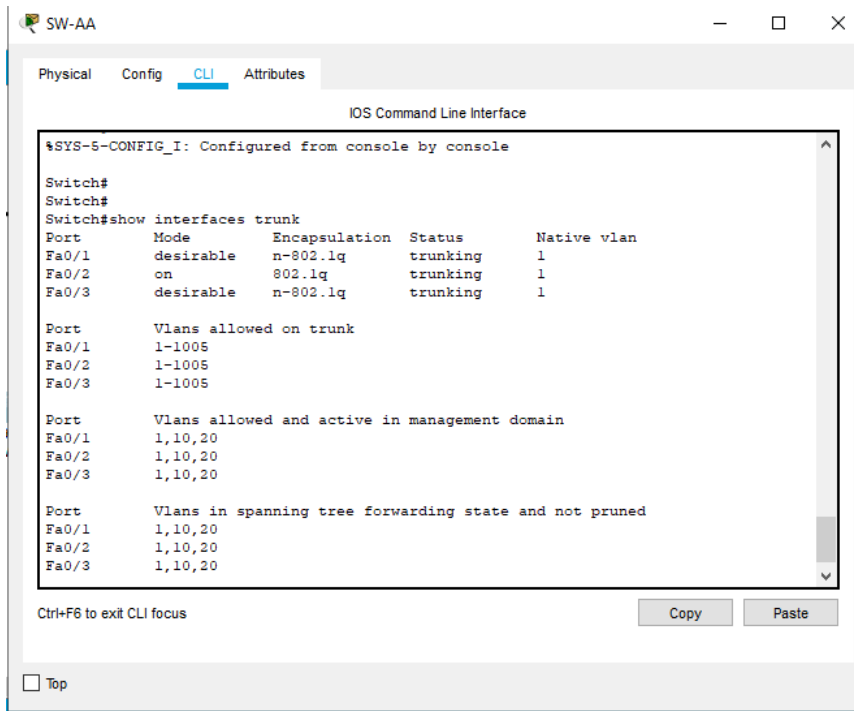 SW-AA
Physical Config CLI Attributes
IOS Command Line Interface
%SYS-5-CONFIG_I: Configured from console by console
Switch#
Switch#
Switch#show interfaces trunk
Port Mode Encapsulation Status Native vlan
Fa0/1 desirable n-802.1q trunking 1
Fa0/2 on 802.1q trunking 1
Fa0/3 desirable n-802.1q trunking 1
Port Vlans allowed on trunk
Fa0/1 1-1005
Fa0/2 1-1005
Fa0/3 1-1005
Port Vlans allowed and active in management domain
Fa0/1 1,10,20
Fa0/2 1,10,20
Fa0/3 1,10,20
Port Vlans in spanning tree forwarding state and not pruned
Fa0/1 1,10,20
Fa0/2 1,10,20
Fa0/3 1,10,20
Ctrl+F6 to exit CLI focus
Copy Paste
Top